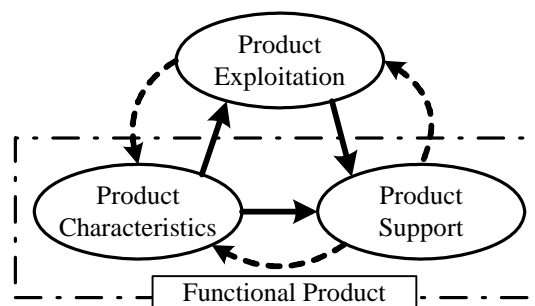 Product
Exploitation
Product
Characteristics
Product
Support
Functional Product